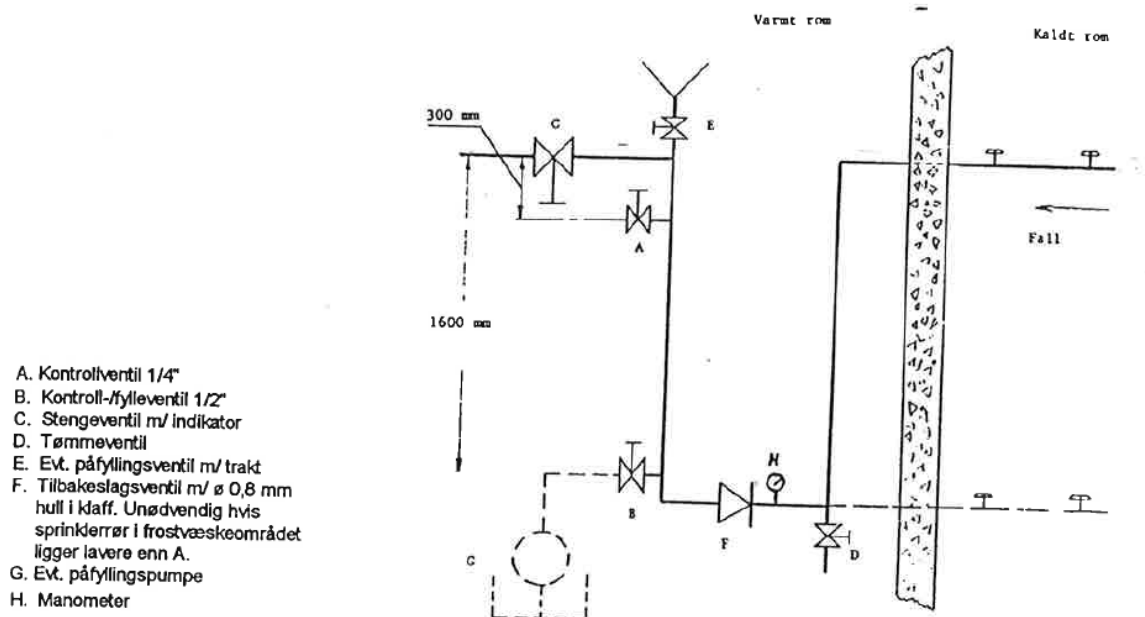 Varmt rom
Kaldt rom
300 mm
C
E
A
Fall
1600 mm
A. Kontrollventil 1/4"
B. Kontroll-/fylleventil 1/2"
C. Stengeventil m/ indikator
D. Tømmeventil
E. Evt. påfyllingsventil m/ trakt
F. Tilbakeslagsventil m/ ø 0,8 mm
hull i klaff. Unødvendig hvis
sprinklerrør i frostvæskeområdet
ligger lavere enn A.
G. Evt. påfyllingspumpe
H. Manometer
H
B
F
D
G